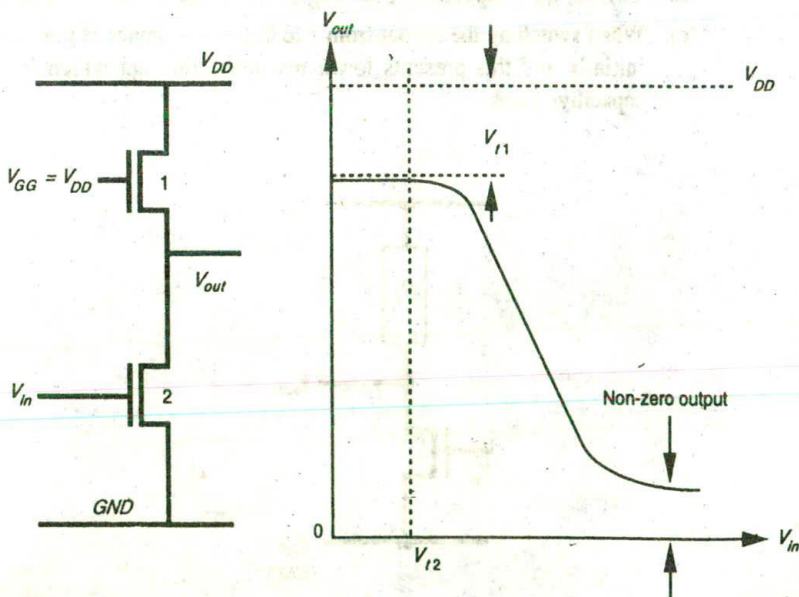 V_DD
V_GG = V_DD
1
V_out
V_in
2
GND
V_out
V_DD
V_t1
Non-zero output
0
V_t2
V_in